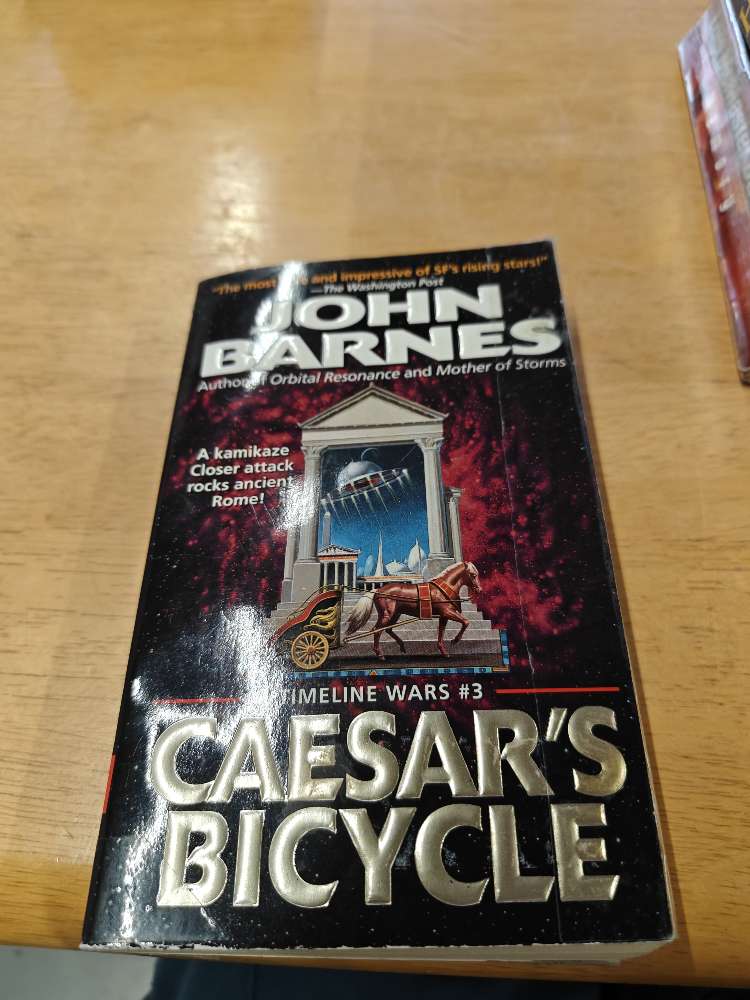 "The most and impressive of SF's rising stars!"
—The Washington Post
JOHN
BARNES
Author of Orbital Resonance and Mother of Storms
A kamikaze
Closer attack
rocks ancient
Rome!
TIMELINE WARS #3
CAESAR'S
BICYCLE